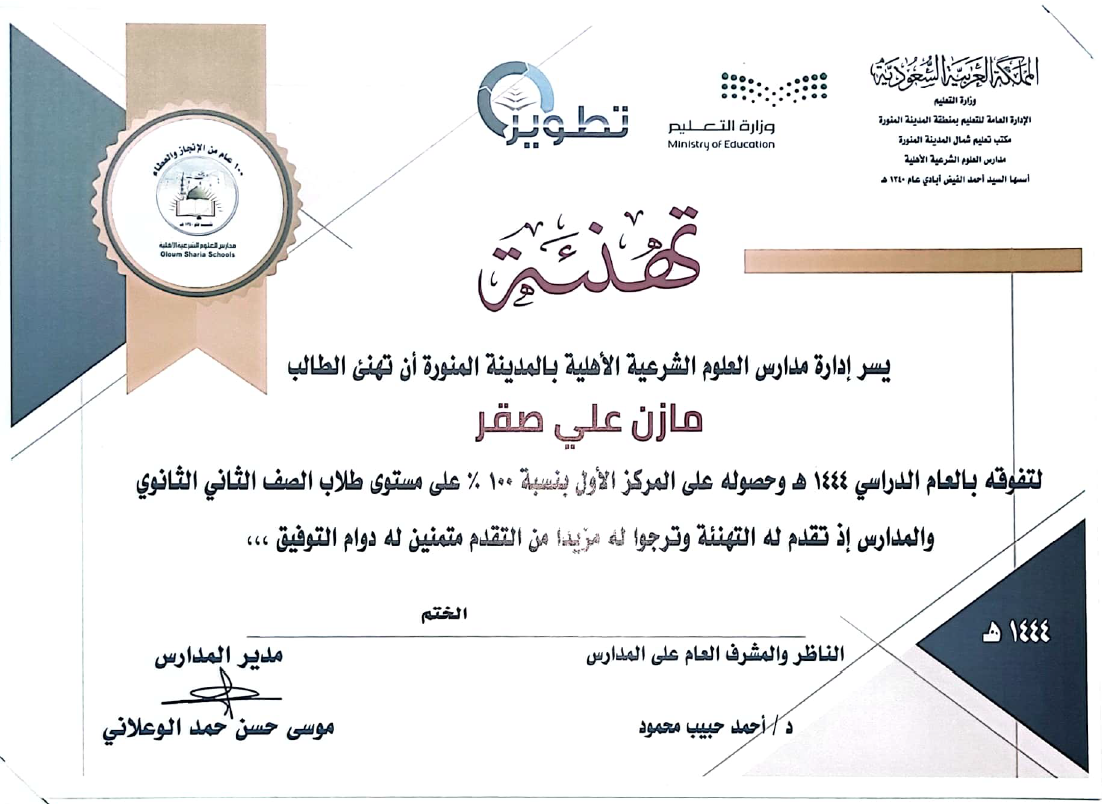 المملكة العربية السعودية
وزارة التعليم
الإدارة العامة للتعليم بمنطقة المدينة المنورة
مكتب تعليم شمال المدينة المنورة
مدارس العلوم الشرعية الأهلية
أسسها السيد أحمد الفيض أبادي عام ١٣٤٠ هـ
وزارة التعليم
Ministry of Education
تطوير
١٠٠ عام من الإنجاز والعطاء
مدارس العلوم الشرعية الأهلية
Oloum Sharia Schools
تهنئة
يسر إدارة مدارس العلوم الشرعية الأهلية بالمدينة المنورة أن تهنئ الطالب
مازن علي صقر
لتفوقه بالعام الدراسي ١٤٤٤ هـ وحصوله على المركز الأول بنسبة ١٠٠ ٪ على مستوى طلاب الصف الثاني الثانوي
والمدارس إذ تقدم له التهنئة وترجوا له مزيدا من التقدم متمنين له دوام التوفيق ،،،
الختم
الناظر والمشرف العام على المدارس
د / أحمد حبيب محمود
مدير المدارس
موسى حسن حمد الوعلاني
١٤٤٤ هـ